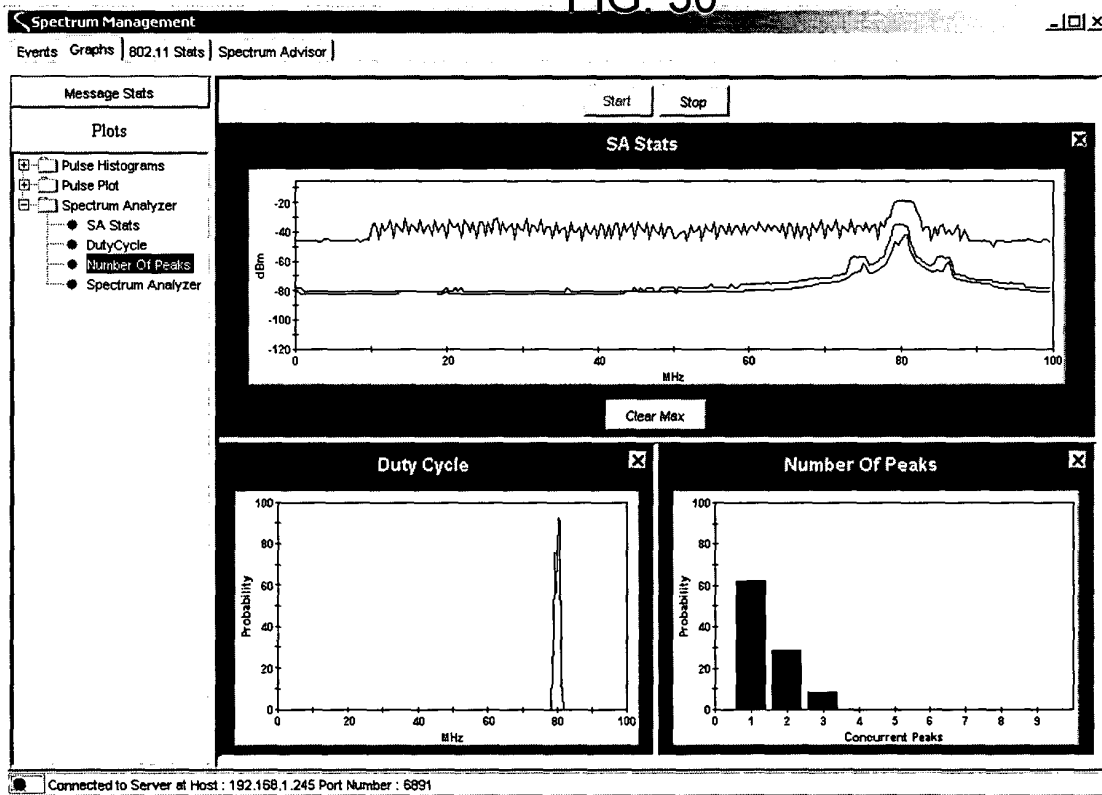 FIG. 30
Spectrum Management
Events Graphs 802.11 Stats Spectrum Advisor
Message Stats
Plots
Pulse Histograms
Pulse Plot
Spectrum Analyzer
SA Stats
DutyCycle
Number Of Peaks
Spectrum Analyzer
Start Stop
SA Stats
dBm
-20
-40
-60
-80
-100
-120
0 20 40 60 80 100
MHz
Clear Max
Duty Cycle
Probability
100
80
60
40
20
0
0 20 40 60 80 100
MHz
Number Of Peaks
Probability
100
80
60
40
20
0
0 1 2 3 4 5 6 7 8 9
Concurrent Peaks
Connected to Server at Host : 192.168.1.245 Port Number : 6891